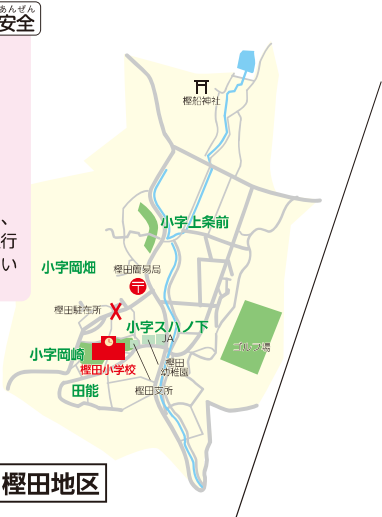 あんぜん
安全
、
行
い
樫船神社
小字上条前
小字岡畑
樫田簡易局
〒
樫田駐在所
小字スハノ下
JA
ゴルフ場
小字岡崎
樫田小学校
樫田
幼稚園
田能
樫田支所
樫田地区